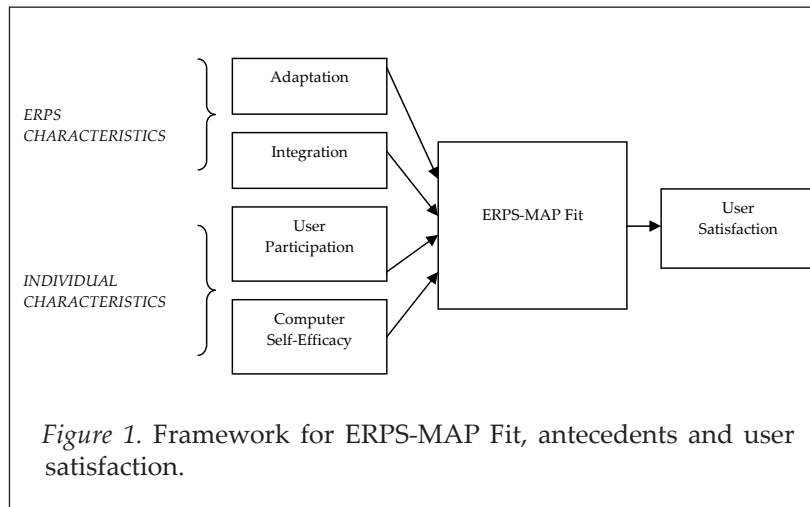 ERPS
CHARACTERISTICS
Adaptation
Integration
INDIVIDUAL
CHARACTERISTICS
User
Participation
Computer
Self-Efficacy
ERPS-MAP Fit
User
Satisfaction
Figure 1. Framework for ERPS-MAP Fit, antecedents and user
satisfaction.